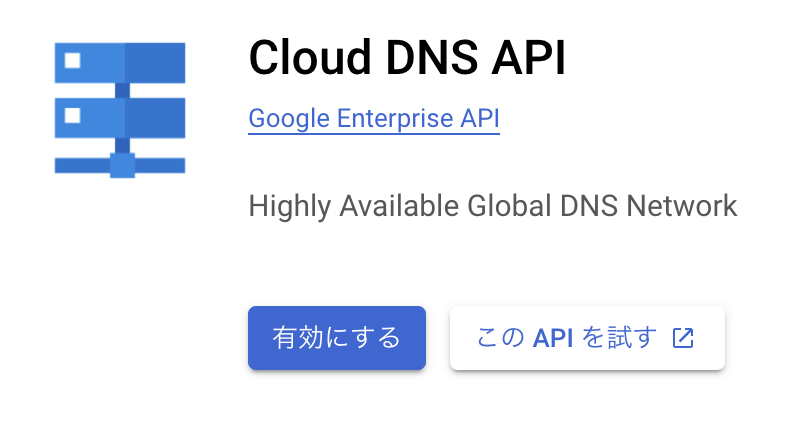 Cloud DNS API
Google Enterprise API
Highly Available Global DNS Network
有効にする
この API を試す